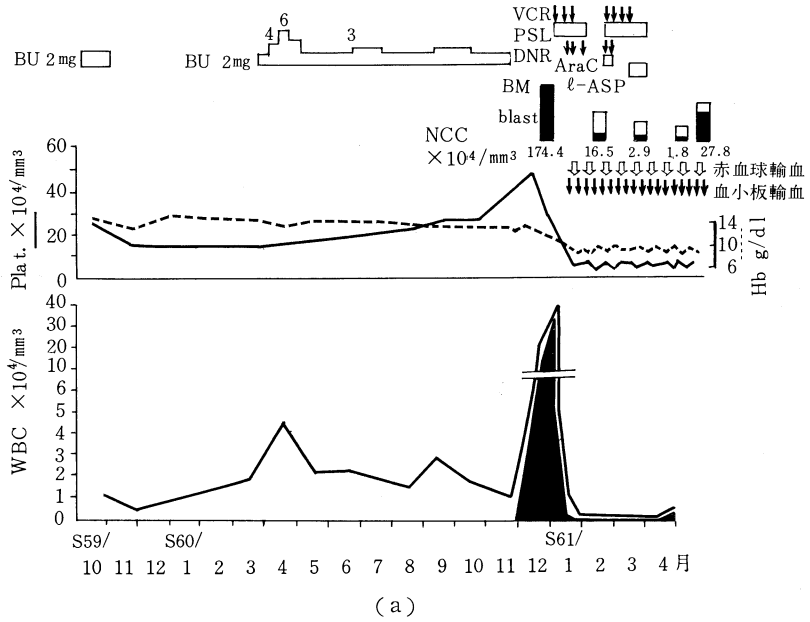 VCR
PSL
DNR
AraC
ℓ-ASP
BU 2mg
BU 2mg
4
6
3
BM
blast
NCC
×10⁴/mm³
174.4 16.5 2.9 1.8 27.8
赤血球輸血
血小板輸血
Plat. ×10⁴/mm³
60
40
20
0
14
10
6
Hb g/dl
WBC ×10⁴/mm³
40
30
20
10
6
5
4
3
2
1
0
S59/ S60/ S61/
10 11 12 1 2 3 4 5 6 7 8 9 10 11 12 1 2 3 4月
(a)